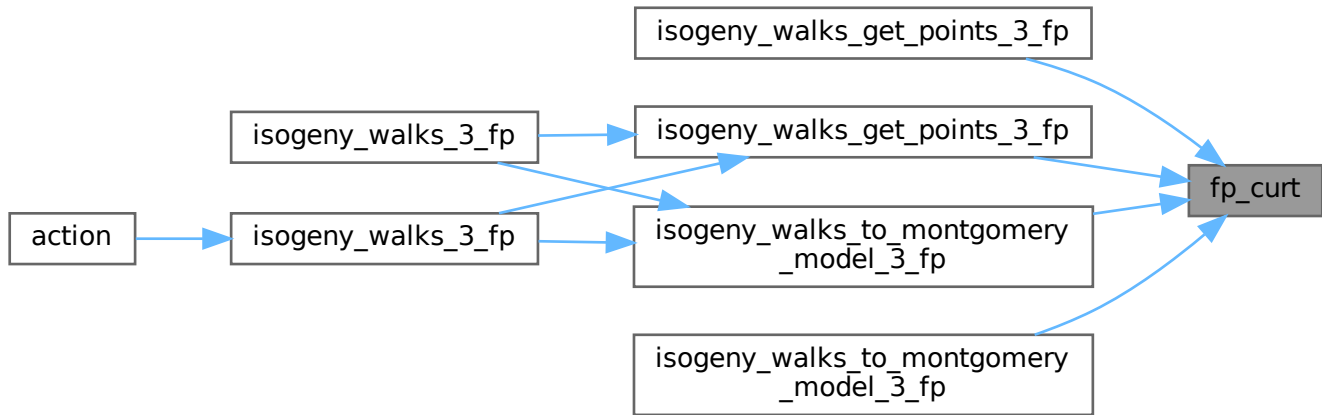 isogeny_walks_get_points_3_fp
isogeny_walks_3_fp
isogeny_walks_get_points_3_fp
fp_curt
action
isogeny_walks_3_fp
isogeny_walks_to_montgomery
_model_3_fp
isogeny_walks_to_montgomery
_model_3_fp